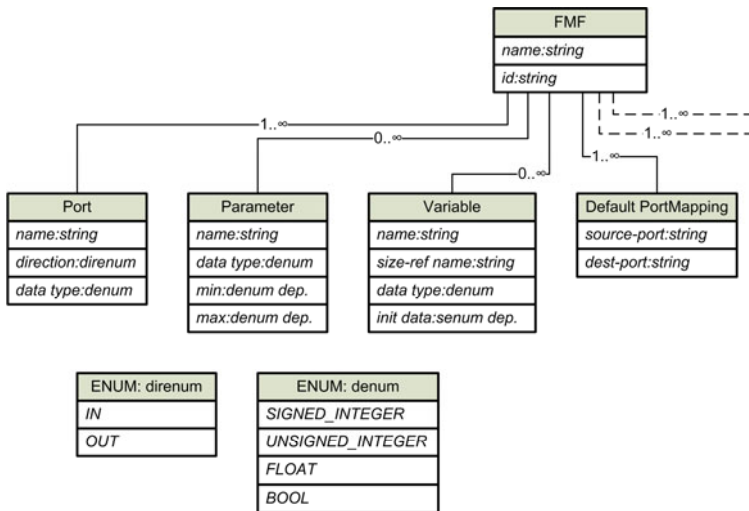 FMF
name:string
id:string
1..∞
0..∞
0..∞
1..∞
1..∞
1..∞
Port
name:string
direction:direnum
data type:denum
Parameter
name:string
data type:denum
min:denum dep.
max:denum dep.
Variable
name:string
size-ref name:string
data type:denum
init data:senum dep.
Default PortMapping
source-port:string
dest-port:string
ENUM: direnum
IN
OUT
ENUM: denum
SIGNED_INTEGER
UNSIGNED_INTEGER
FLOAT
BOOL